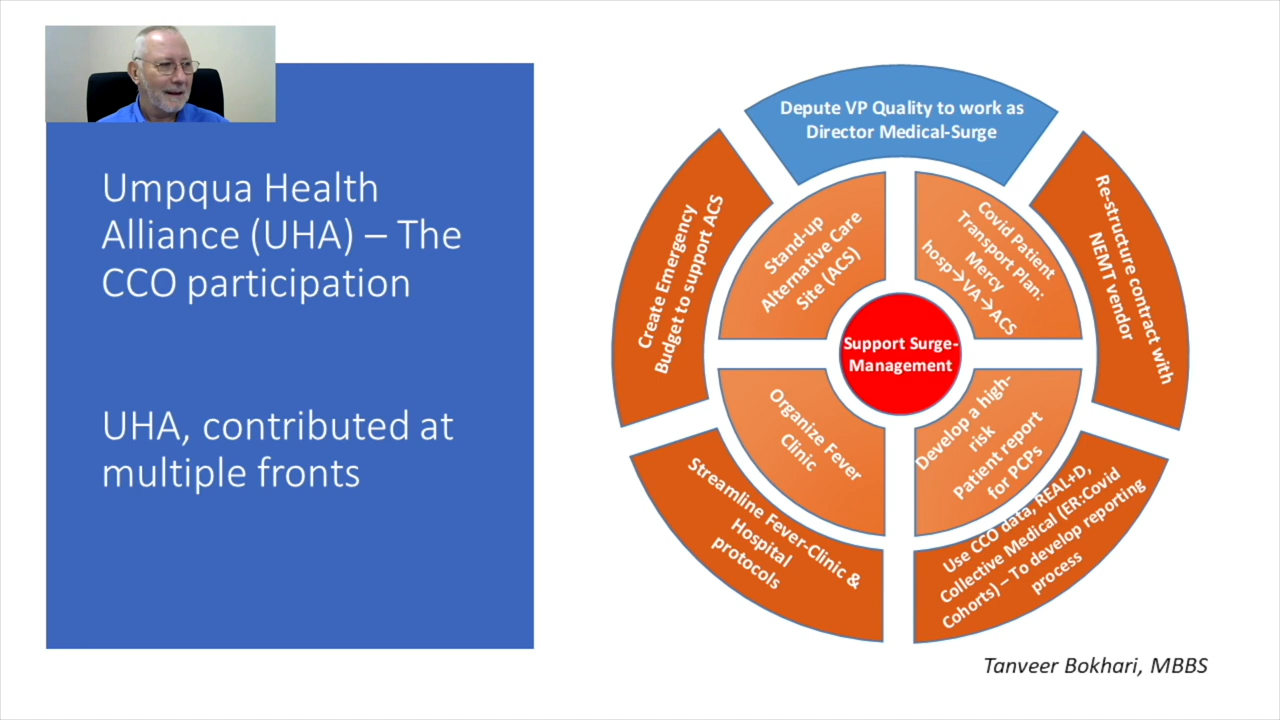 Umpqua Health
Alliance (UHA) – The
CCO participation
UHA, contributed at
multiple fronts
Depute VP Quality to work as
Director Medical-Surge
Create Emergency
Budget to support ACS
Stand-up
Alternative Care
Site (ACS)
Covid Patient
Transport Plan:
Mercy
hosp→VA→ACS
Re-structure contract with
NEMT vendor
Support Surge-
Management
Organize Fever
Clinic
Develop a high-
risk
Patient report
for PCPs
Streamline Fever-Clinic &
Hospital
protocols
Use CCO data, REAL+D,
Collective Medical (ER:Covid
Cohorts) – To develop reporting
process
Tanveer Bokhari, MBBS